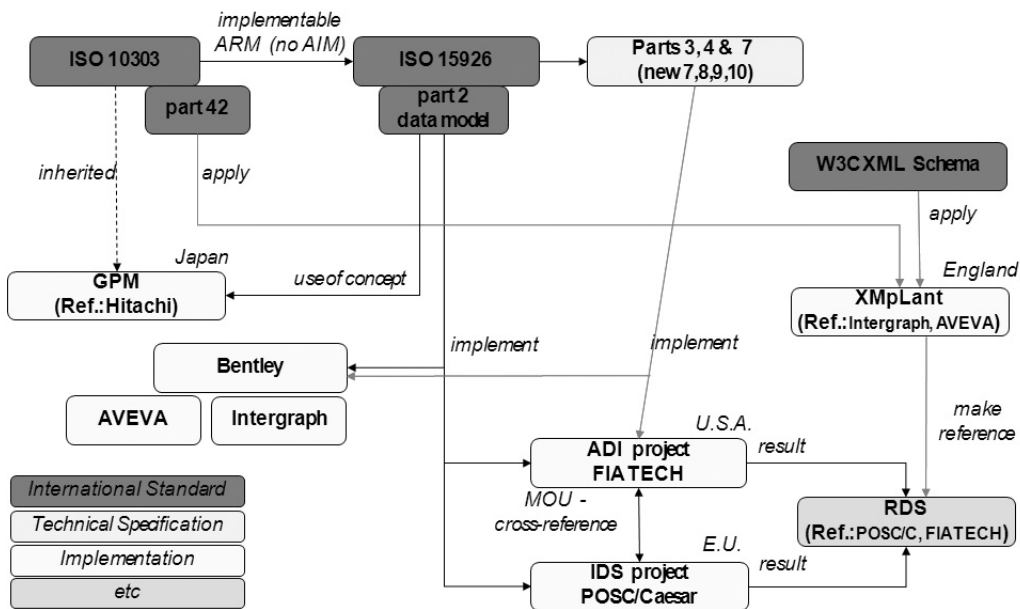 implementable
ARM (no AIM)
ISO 10303
ISO 15926
Parts 3, 4 & 7
(new 7,8,9,10)
part 42
part 2
data model
W3CXML Schema
inherited
apply
apply
Japan
GPM
(Ref.:Hitachi)
use of concept
England
XMpLant
(Ref.:Intergraph, AVEVA)
implement
implement
Bentley
AVEVA
Intergraph
make
reference
U.S.A.
ADI project
FIATECH
result
MOU -
cross-reference
RDS
(Ref.:POSC/C, FIATECH)
E.U.
IDS project
POSC/Caesar
result
International Standard
Technical Specification
Implementation
etc